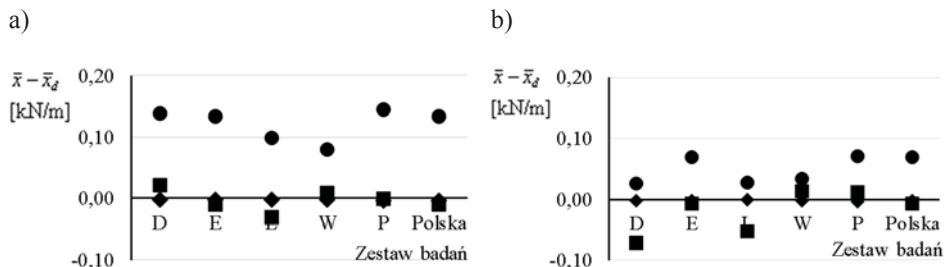 a)
x̄ – x̄d
[kN/m]
0,20
0,10
0,00
-0,10
D E W P Polska
Zestaw badań
b)
x̄ – x̄d
[kN/m]
0,20
0,10
0,00
-0,10
D E W P Polska
Zestaw badań